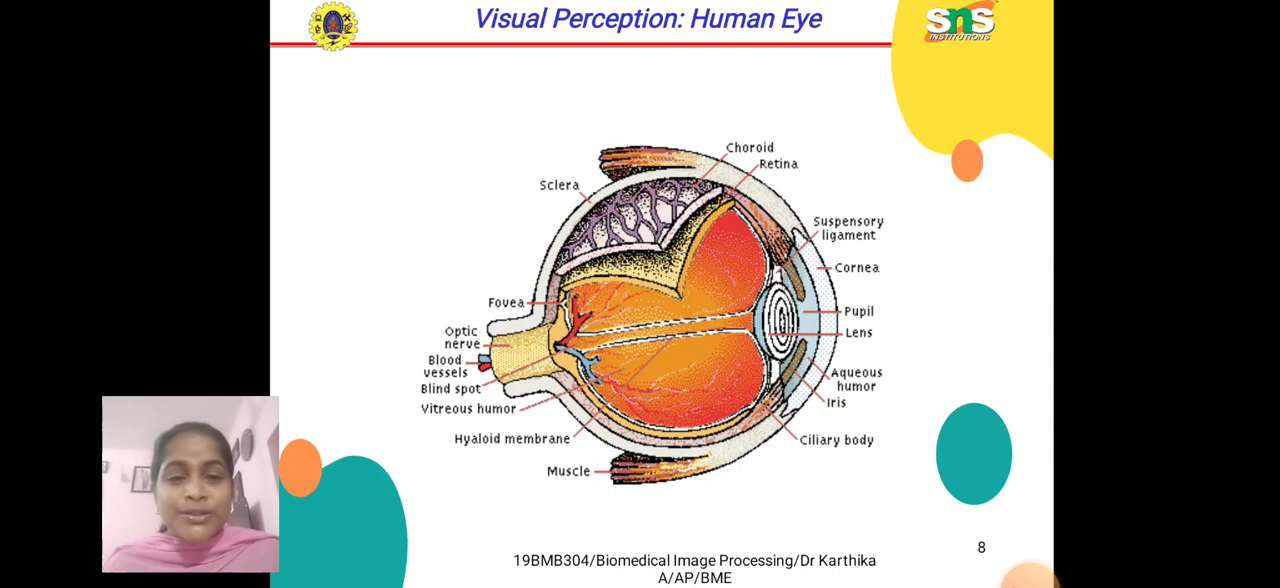 Visual Perception: Human Eye
sns
INSTITUTIONS
Choroid
Retina
Sclera
Suspensory
ligament
Cornea
Fovea
Pupil
Optic
nerve
Lens
Blood
vessels
Blind spot
Aqueous
humor
Vitreous humor
Iris
Hyaloid membrane
Ciliary body
Muscle
8
19BMB304/Biomedical Image Processing/Dr Karthika
A/AP/BME